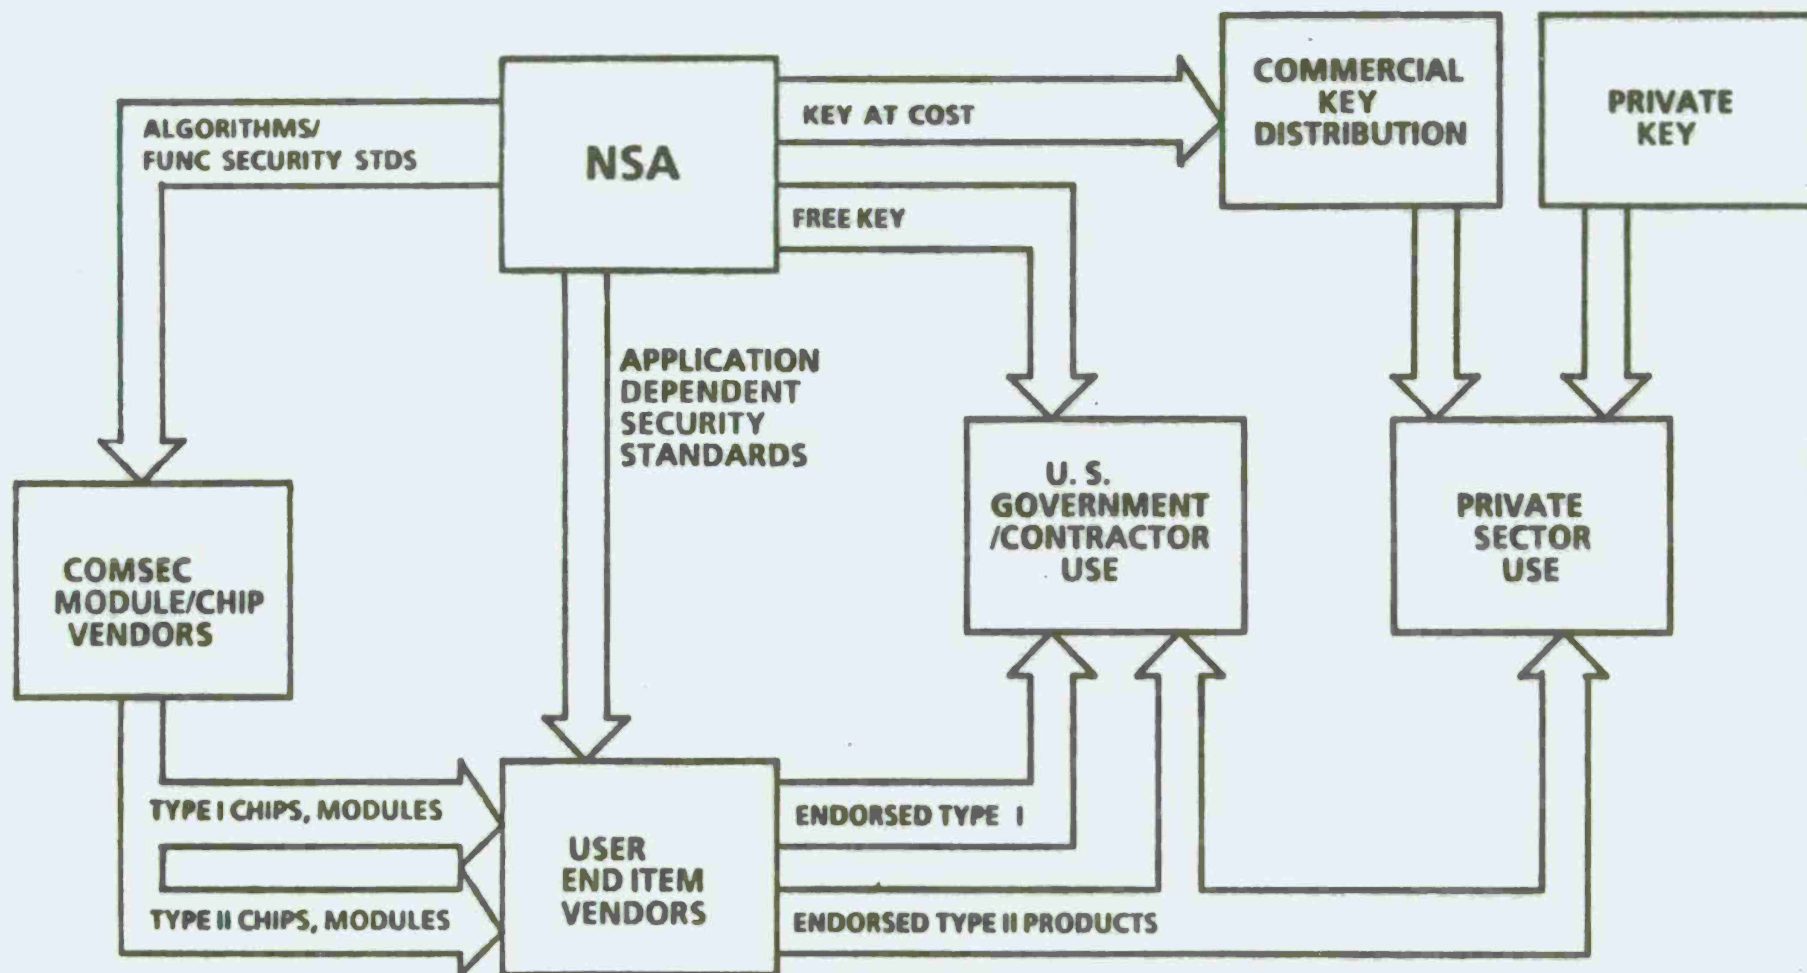 COMMERCIAL
KEY
DISTRIBUTION
PRIVATE
KEY
ALGORITHMS/
FUNC SECURITY STDS
NSA
KEY AT COST
FREE KEY
APPLICATION
DEPENDENT
SECURITY
STANDARDS
U. S.
GOVERNMENT
/CONTRACTOR
USE
PRIVATE
SECTOR
USE
COMSEC
MODULE/CHIP
VENDORS
TYPE I CHIPS, MODULES
TYPE II CHIPS, MODULES
USER
END ITEM
VENDORS
ENDORSED TYPE I
ENDORSED TYPE II PRODUCTS